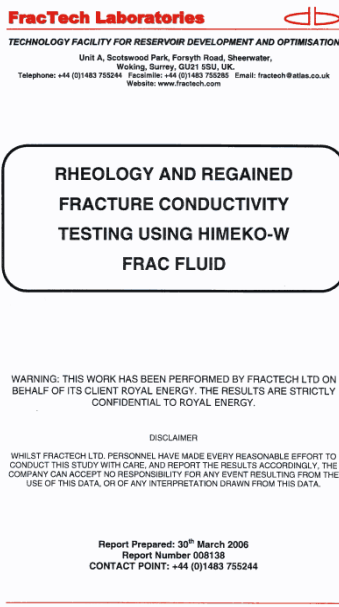 FracTech Laboratories
TECHNOLOGY FACILITY FOR RESERVOIR DEVELOPMENT AND OPTIMISATION
Unit A, Scotswood Park, Forsyth Road, Sheerwater,
Woking, Surrey, GU21 5SU, UK.
Telephone: +44 (0)1483 755244 Facsimile: +44 (0)1483 755285 Email: fractech@atlas.co.uk
Website: www.fractech.com
RHEOLOGY AND REGAINED
FRACTURE CONDUCTIVITY
TESTING USING HIMEKO-W
FRAC FLUID
WARNING: THIS WORK HAS BEEN PERFORMED BY FRACTECH LTD ON
BEHALF OF ITS CLIENT ROYAL ENERGY. THE RESULTS ARE STRICTLY
CONFIDENTIAL TO ROYAL ENERGY.
DISCLAIMER
WHILST FRACTECH LTD. PERSONNEL HAVE MADE EVERY REASONABLE EFFORT TO
CONDUCT THIS STUDY WITH CARE, AND REPORT THE RESULTS ACCORDINGLY, THE
COMPANY CAN ACCEPT NO RESPONSIBILITY FOR ANY EVENT RESULTING FROM THE
USE OF THIS DATA, OR OF ANY INTERPRETATION DRAWN FROM THIS DATA.
Report Prepared: 30th March 2006
Report Number 008138
CONTACT POINT: +44 (0)1483 755244